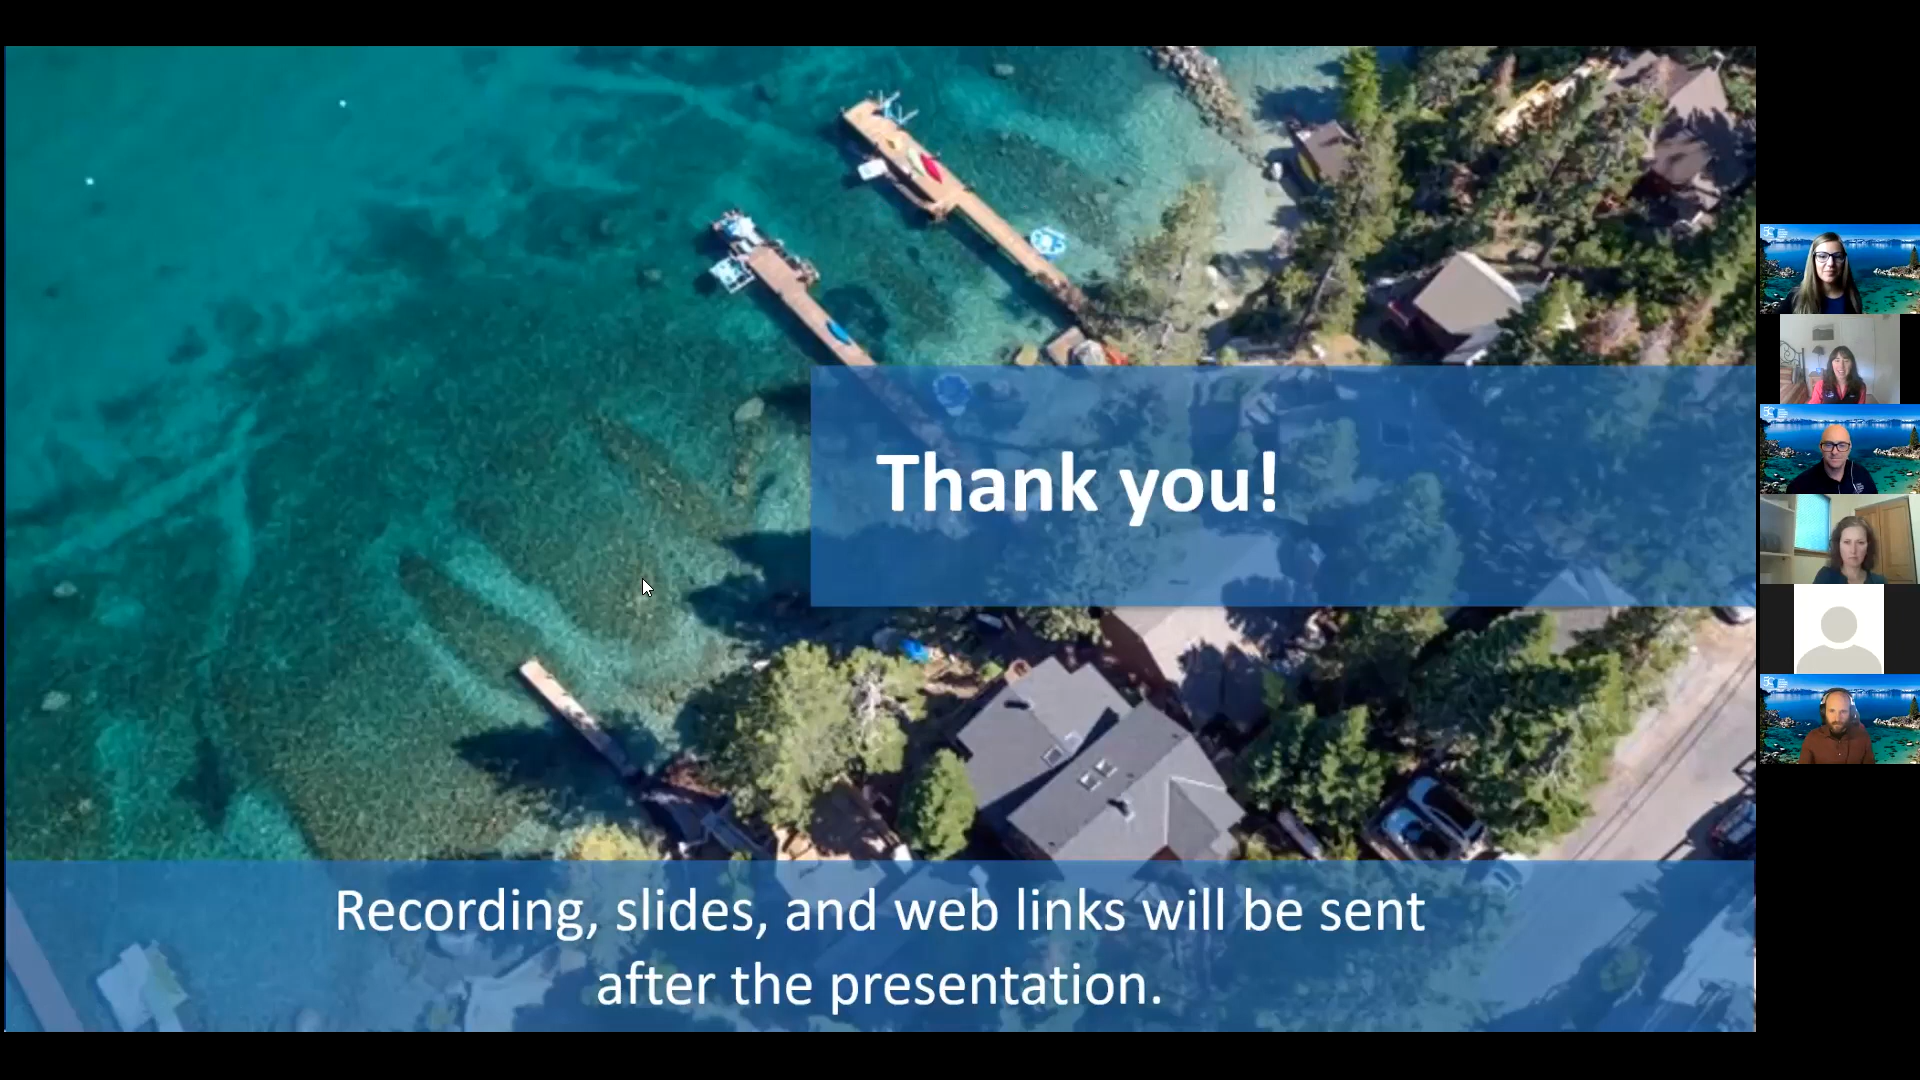 Thank you!
Recording, slides, and web links will be sent
after the presentation.